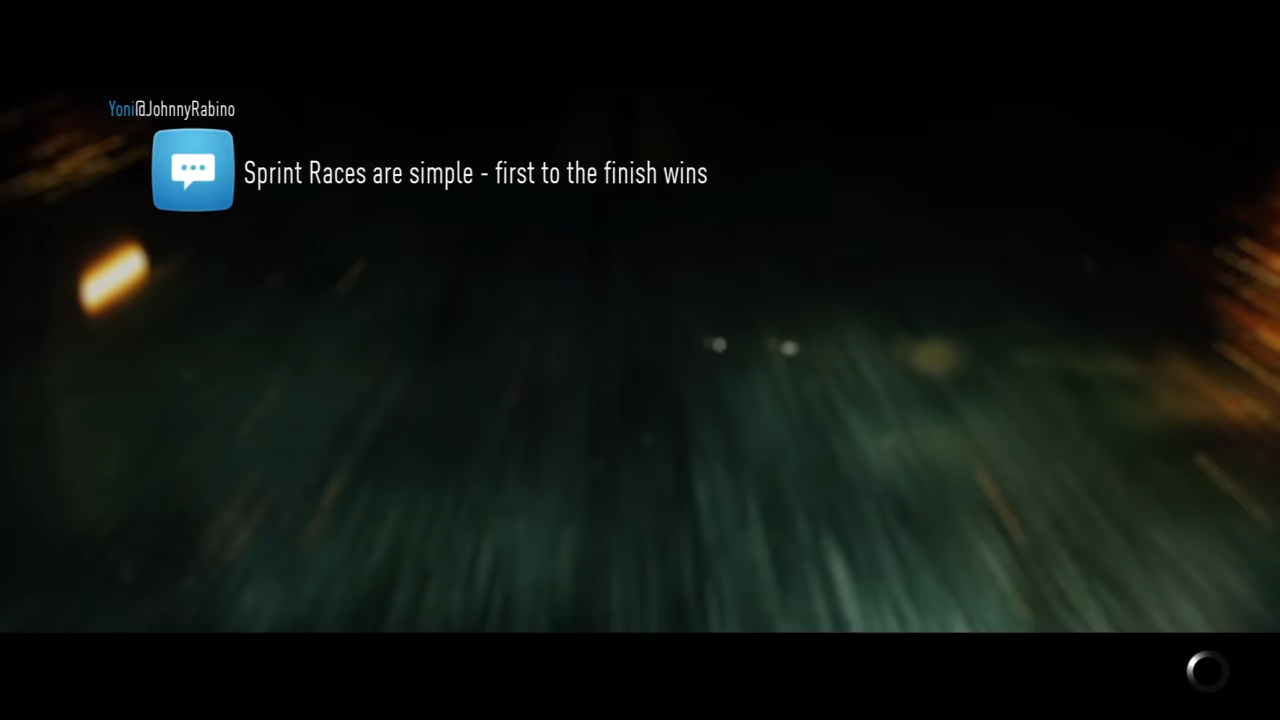 Yoni@JohnnyRabino
Sprint Races are simple - first to the finish wins